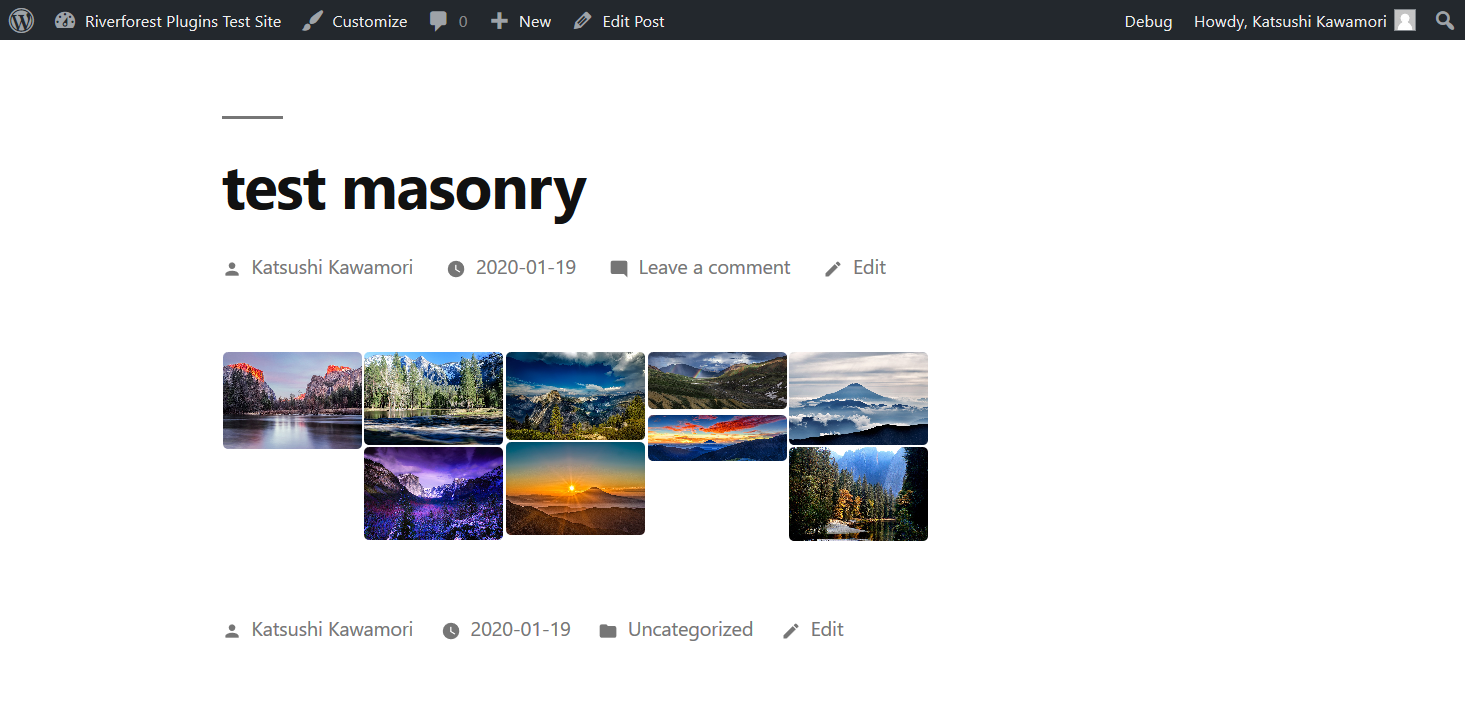 Riverforest Plugins Test Site Customize 0 New Edit Post Debug Howdy, Katsushi Kawamori
test masonry
Katsushi Kawamori 2020-01-19 Leave a comment Edit
Katsushi Kawamori 2020-01-19 Uncategorized Edit